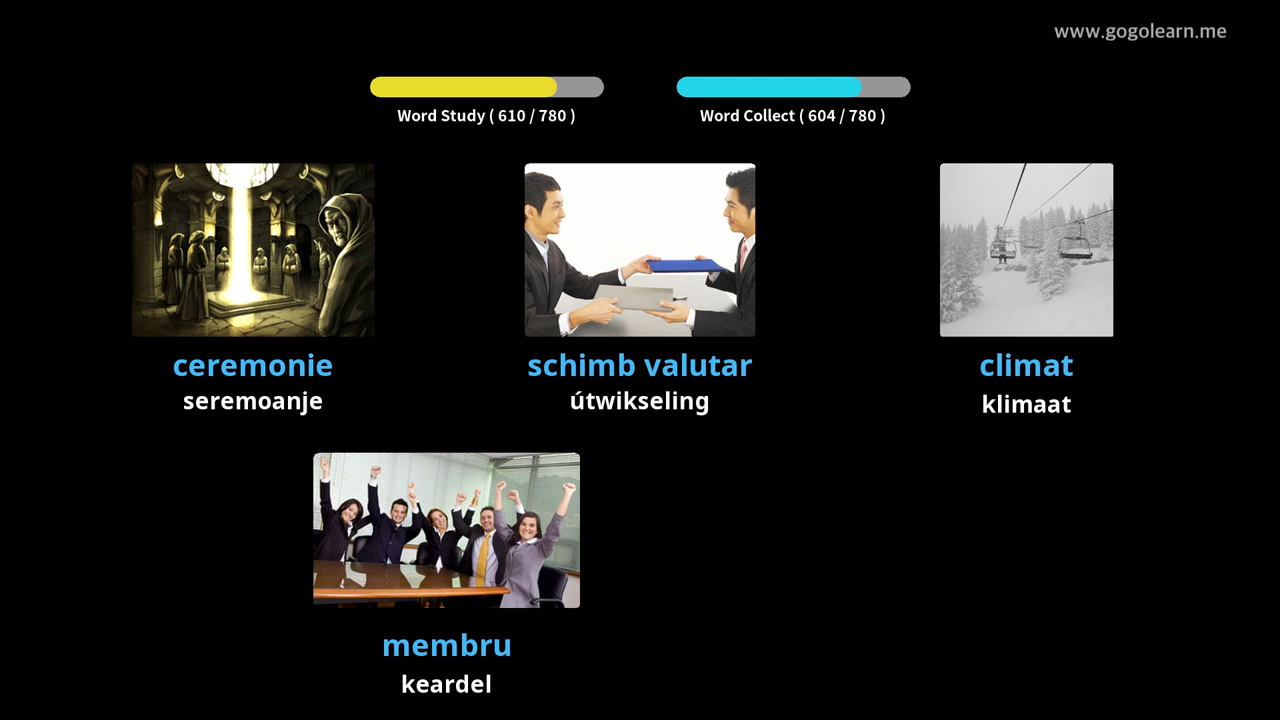 www.gogolearn.me
Word Study ( 610 / 780 )
Word Collect ( 604 / 780 )
ceremonie
seremoanje
schimb valutar
útwikseling
climat
klimaat
membru
keardel